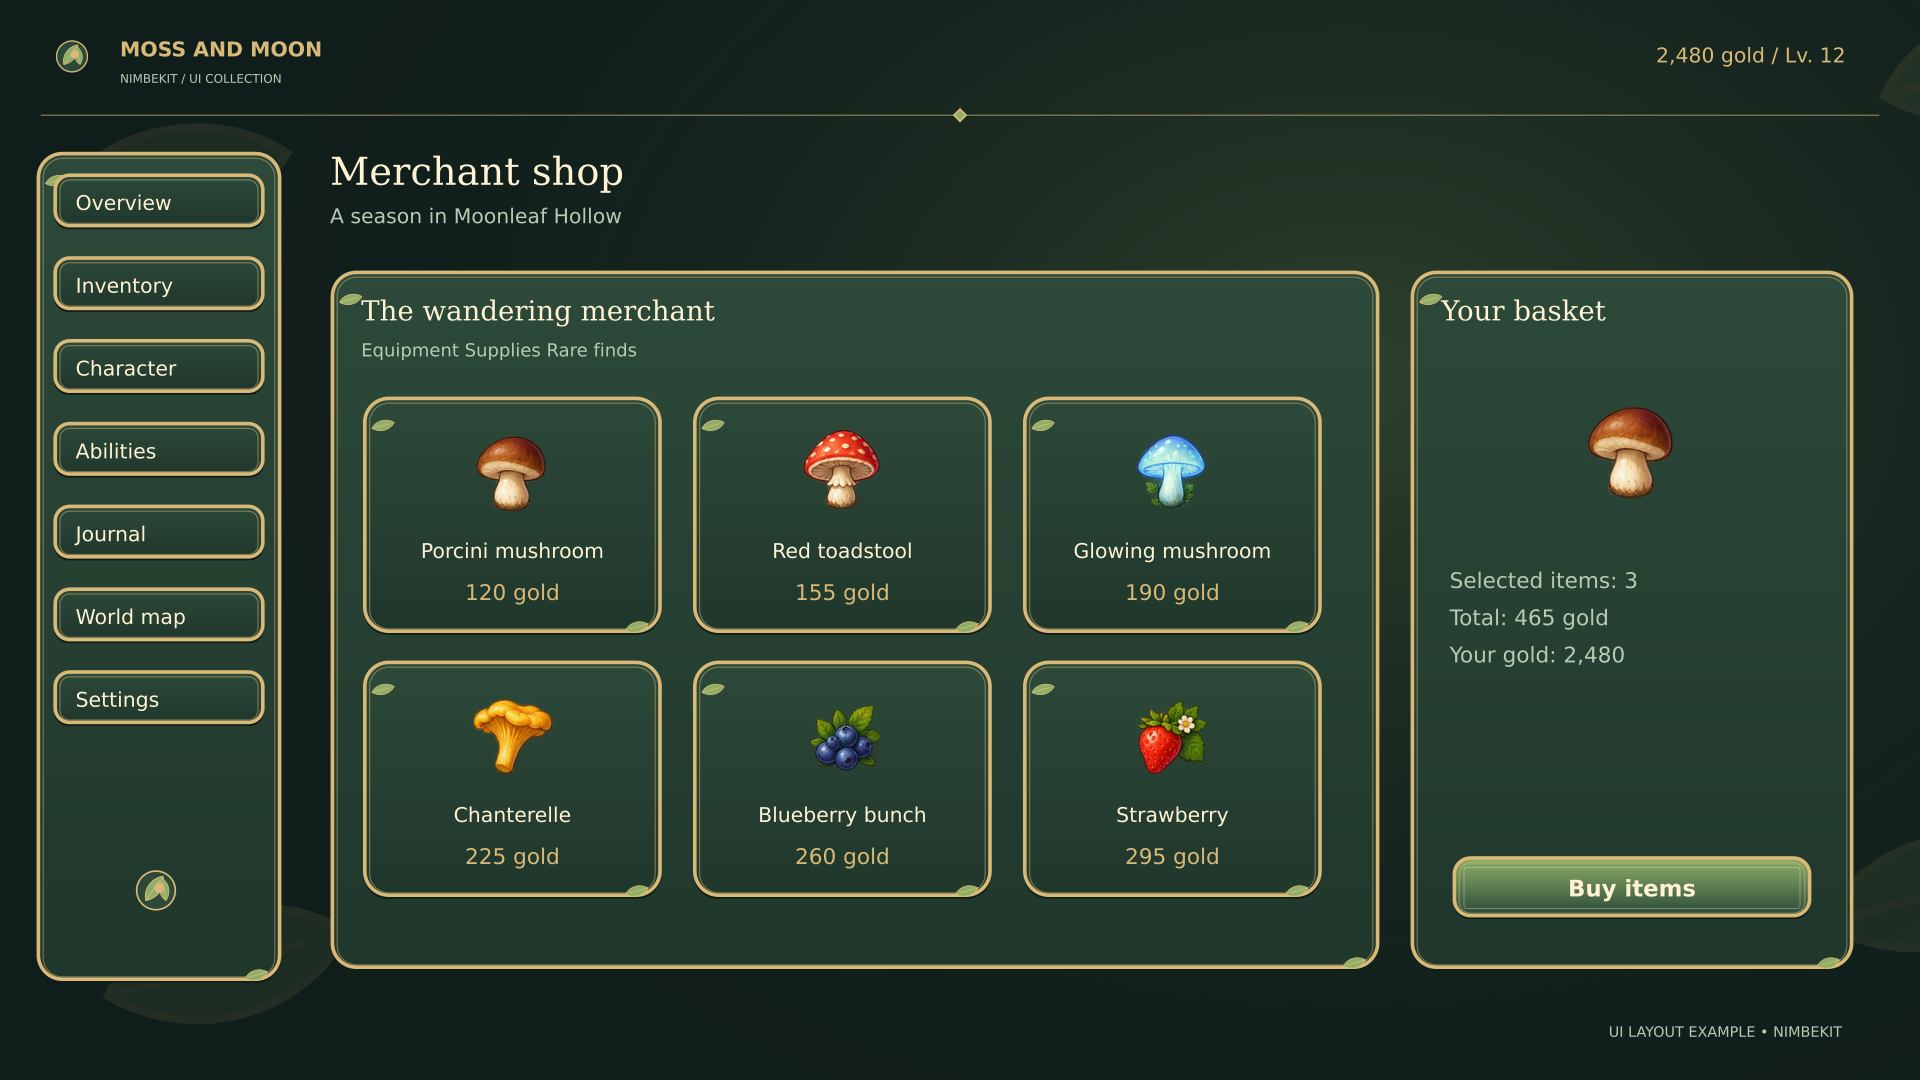 MOSS AND MOON
NIMBEKIT / UI COLLECTION
2,480 gold / Lv. 12
Overview
Inventory
Character
Abilities
Journal
World map
Settings
Merchant shop
A season in Moonleaf Hollow
The wandering merchant
Equipment Supplies Rare finds
Porcini mushroom
120 gold
Red toadstool
155 gold
Glowing mushroom
190 gold
Chanterelle
225 gold
Blueberry bunch
260 gold
Strawberry
295 gold
Your basket
Selected items: 3
Total: 465 gold
Your gold: 2,480
Buy items
UI LAYOUT EXAMPLE • NIMBEKIT